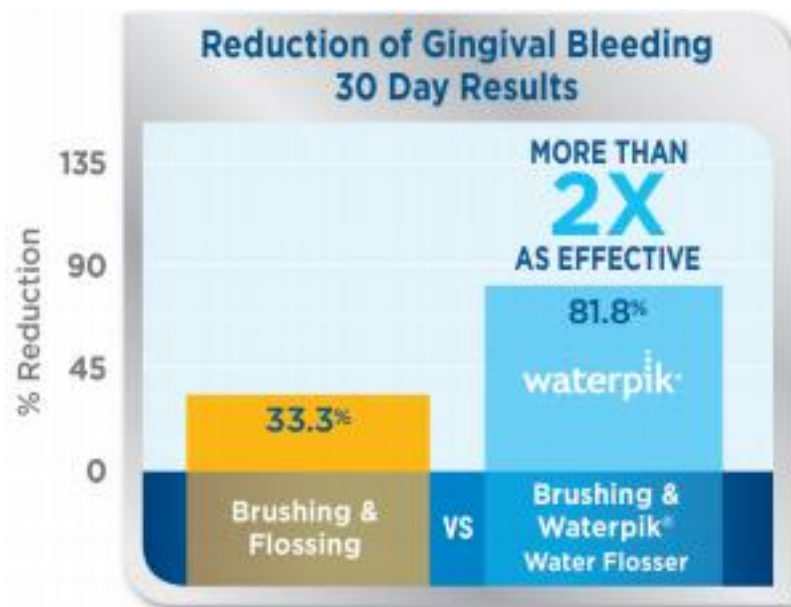 Reduction of Gingival Bleeding
30 Day Results
% Reduction
135
90
45
0
MORE THAN
2X
AS EFFECTIVE
33.3%
81.8%
waterpik
Brushing &
Flossing
VS
Brushing &
Waterpik®
Water Flosser